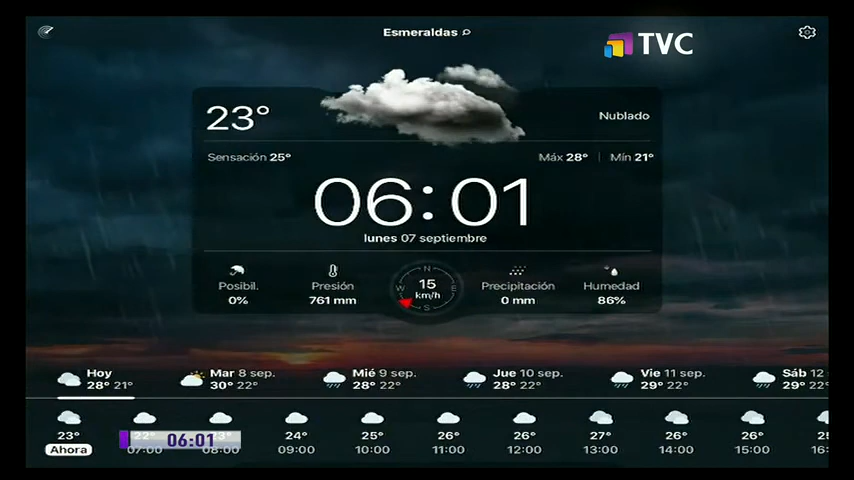 Esmeraldas
TVC
23°
Nublado
Sensación 25°
Máx 28° | Mín 21°
06:01
lunes 07 septiembre
Posibil.
0%
Presión
761 mm
N
W
E
S
15
km/h
Precipitación
0 mm
Humedad
86%
Hoy
28° 21°
Mar 8 sep.
30° 22°
Mié 9 sep.
28° 22°
Jue 10 sep.
28° 22°
Vie 11 sep.
29° 22°
Sáb 12
29° 22°
23° 22° 24° 25° 26° 26° 27° 26° 26°
Ahora 07:00 08:00 09:00 10:00 11:00 12:00 13:00 14:00 15:00 16:
06:01